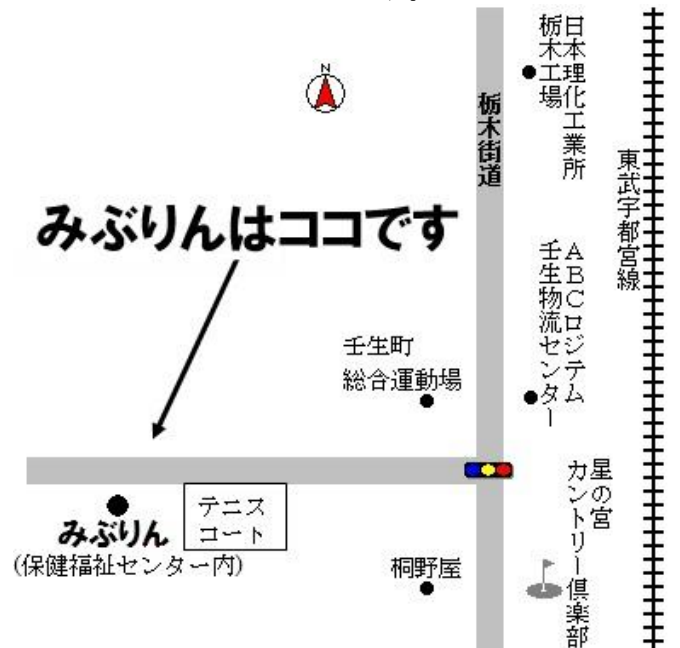 N
日本理化工業所
栃木工場
栃木街道
東武宇都宮線
みぶりんはココです
ABCロジテム
壬生物流センター
壬生町
総合運動場
星の宮
カントリー倶楽部
テニス
コート
みぶりん
(保健福祉センター内)
桐野屋